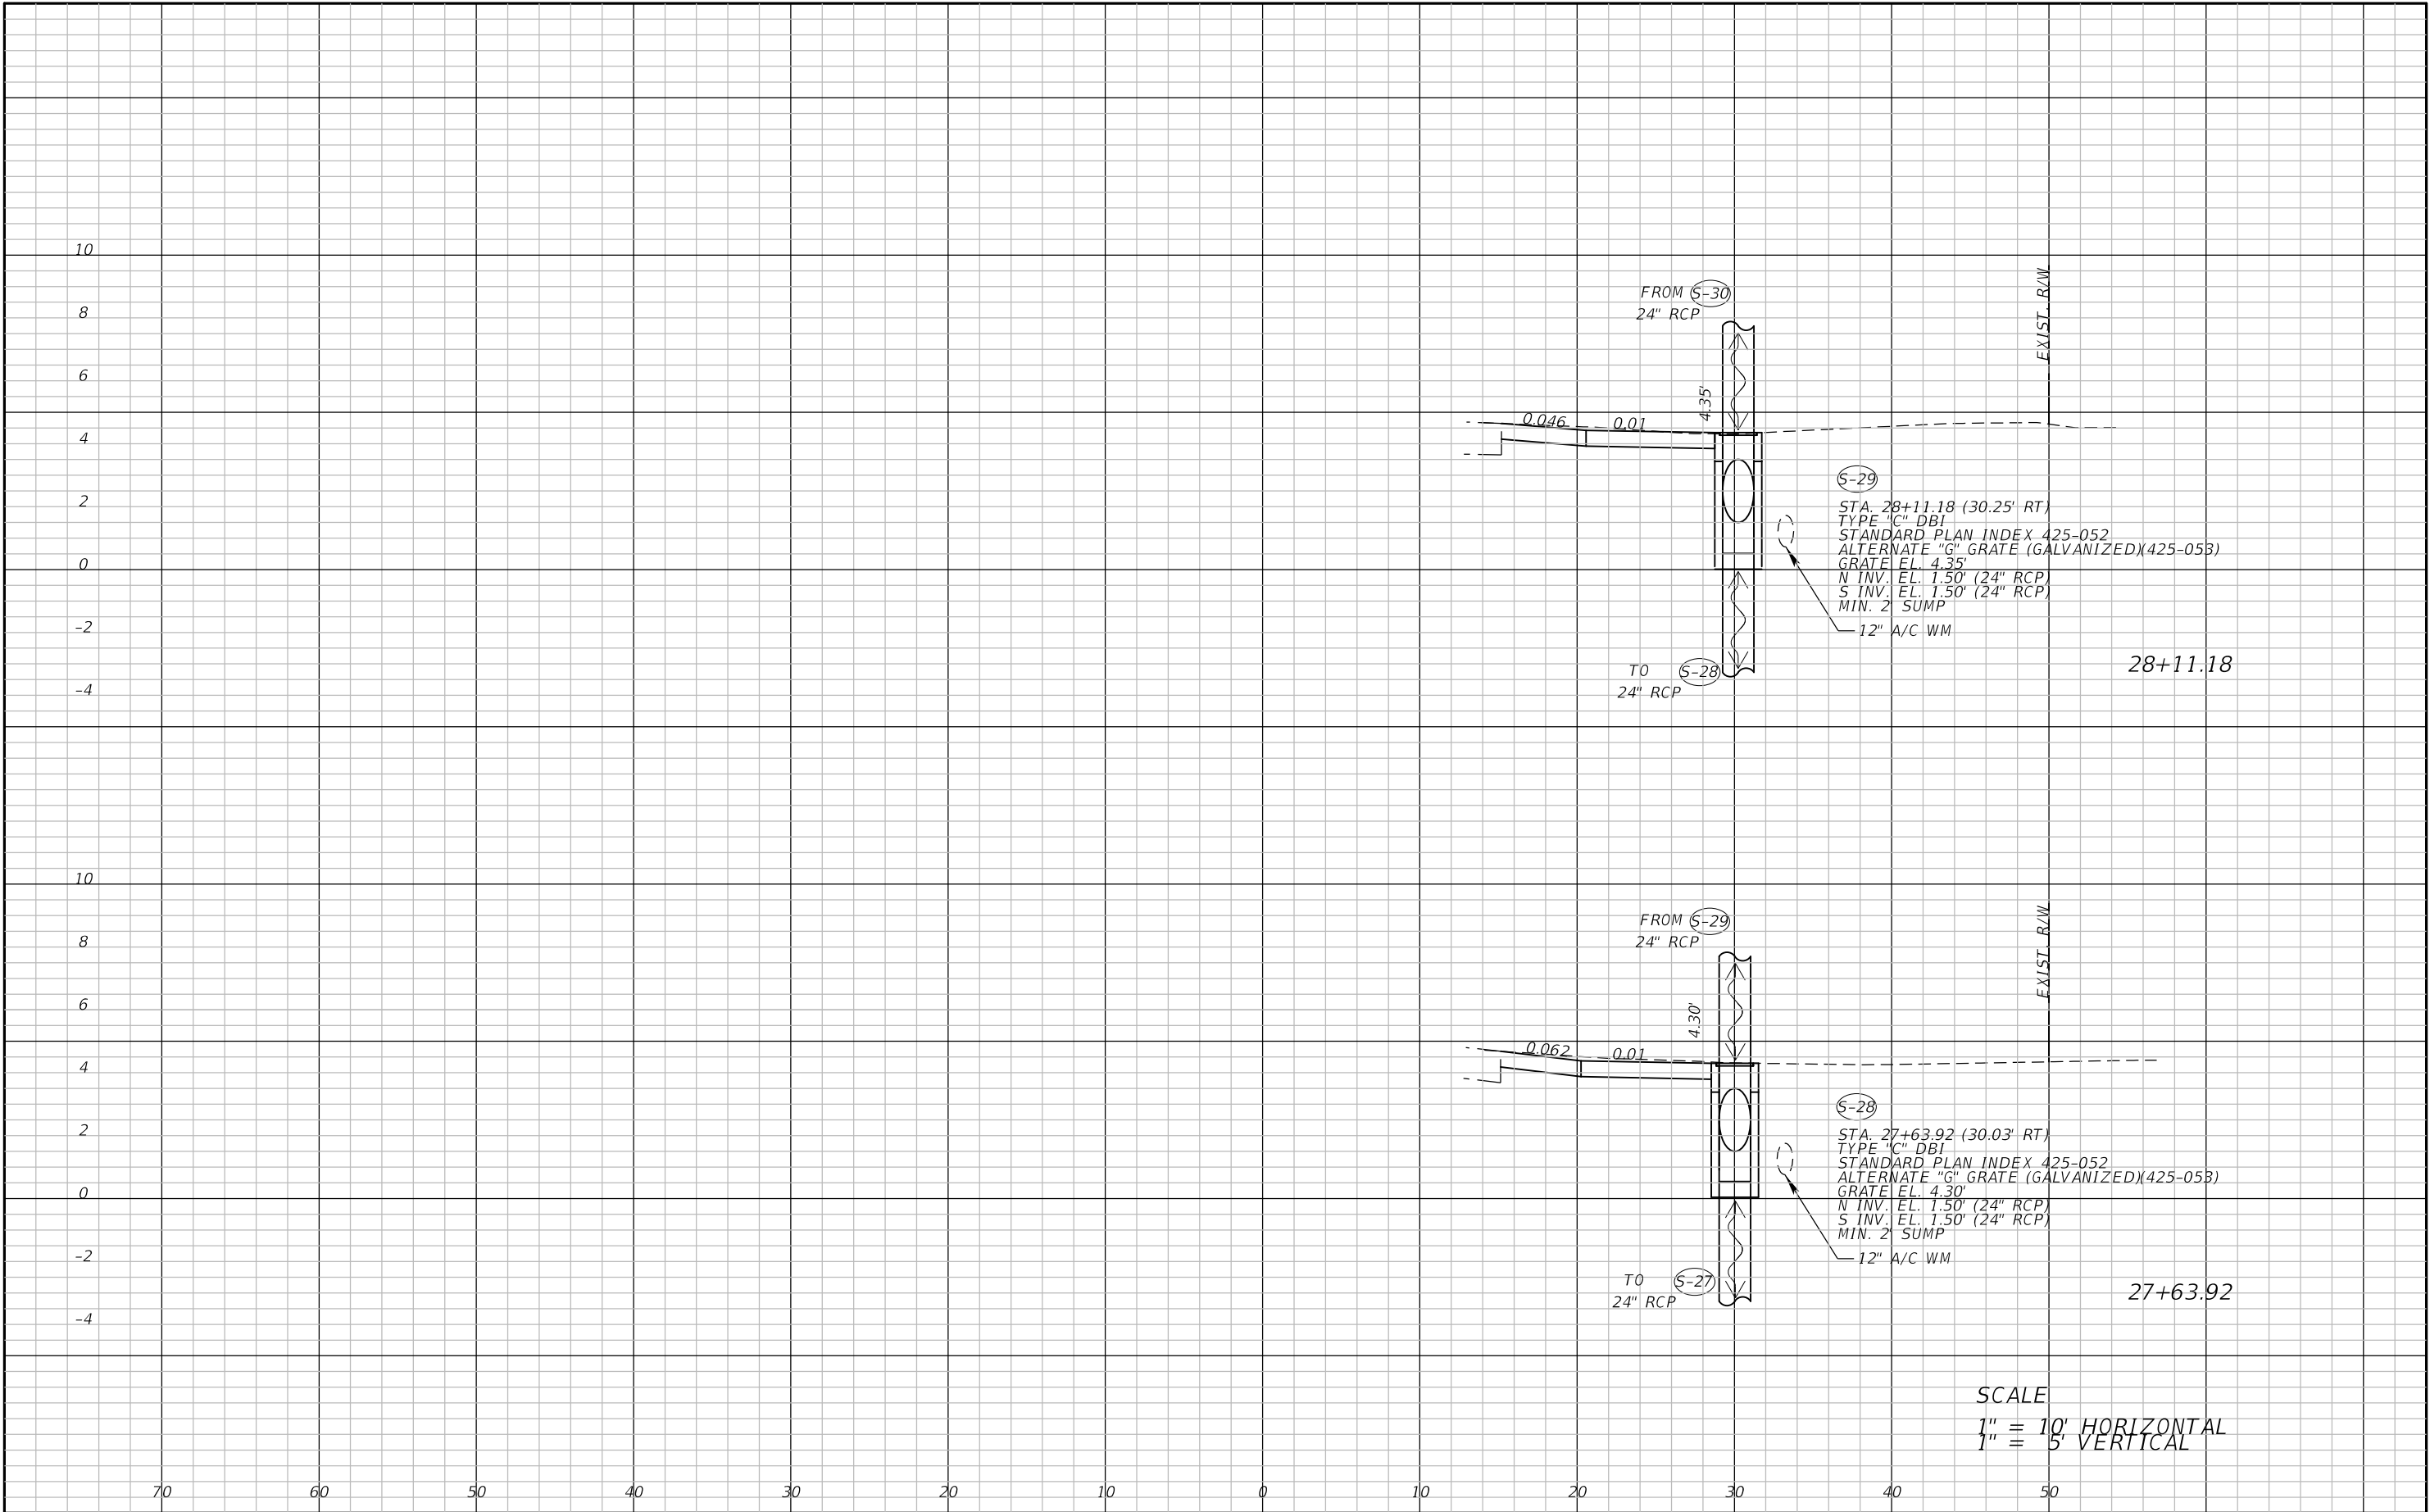 10
8
6
4
2
0
-2
-4
FROM S-30
24" RCP
4.35'
0.046
0.01
EXIST. R/W
S-29
STA. 28+11.18 (30.25' RT)
TYPE "C" DBI
STANDARD PLAN INDEX 425-052
ALTERNATE "G" GRATE (GALVANIZED)(425-053)
GRATE EL. 4.35'
N INV. EL. 1.50' (24" RCP)
S INV. EL. 1.50' (24" RCP)
MIN. 2' SUMP
12" A/C WM
TO S-28
24" RCP
28+11.18
10
8
6
4
2
0
-2
-4
FROM S-29
24" RCP
4.30'
0.062
0.01
EXIST. R/W
S-28
STA. 27+63.92 (30.03' RT)
TYPE "C" DBI
STANDARD PLAN INDEX 425-052
ALTERNATE "G" GRATE (GALVANIZED)(425-053)
GRATE EL. 4.30'
N INV. EL. 1.50' (24" RCP)
S INV. EL. 1.50' (24" RCP)
MIN. 2' SUMP
12" A/C WM
TO S-27
24" RCP
27+63.92
SCALE
1" = 10' HORIZONTAL
1" = 5' VERTICAL
70 60 50 40 30 20 10 0 10 20 30 40 50